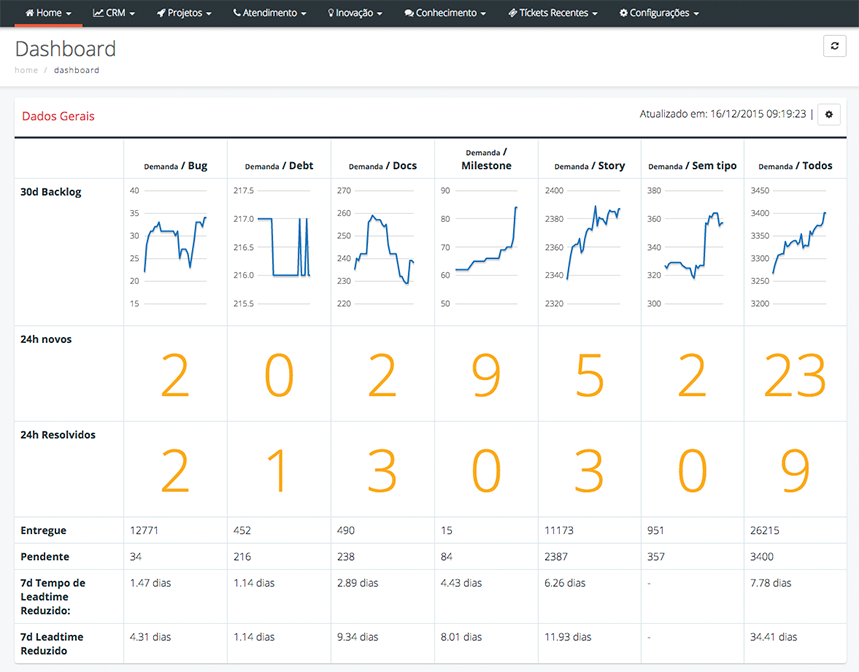 Home CRM Projetos Atendimento Inovação Conhecimento Tíckets Recentes Configurações
Dashboard
home / dashboard
Dados Gerais Atualizado em: 16/12/2015 09:19:23 |
Demanda / Bug Demanda / Debt Demanda / Docs Demanda / Milestone Demanda / Story Demanda / Sem tipo Demanda / Todos
30d Backlog
40 217.5 270 90 2400 380 3450
35 217.0 260 80 2380 360 3400
30 216.5 250 70 2360 340 3350
25 216.0 240 60 2340 320 3300
20 215.5 230 50 2320 300 3250
15 220 3200
24h novos
2 0 2 9 5 2 23
24h Resolvidos
2 1 3 0 3 0 9
Entregue 12771 452 490 15 11173 951 26215
Pendente 34 216 238 84 2387 357 3400
7d Tempo de Leadtime Reduzido: 1.47 dias 1.14 dias 2.89 dias 4.43 dias 6.26 dias - 7.78 dias
7d Leadtime Reduzido 4.31 dias 1.14 dias 9.34 dias 8.01 dias 11.93 dias - 34.41 dias